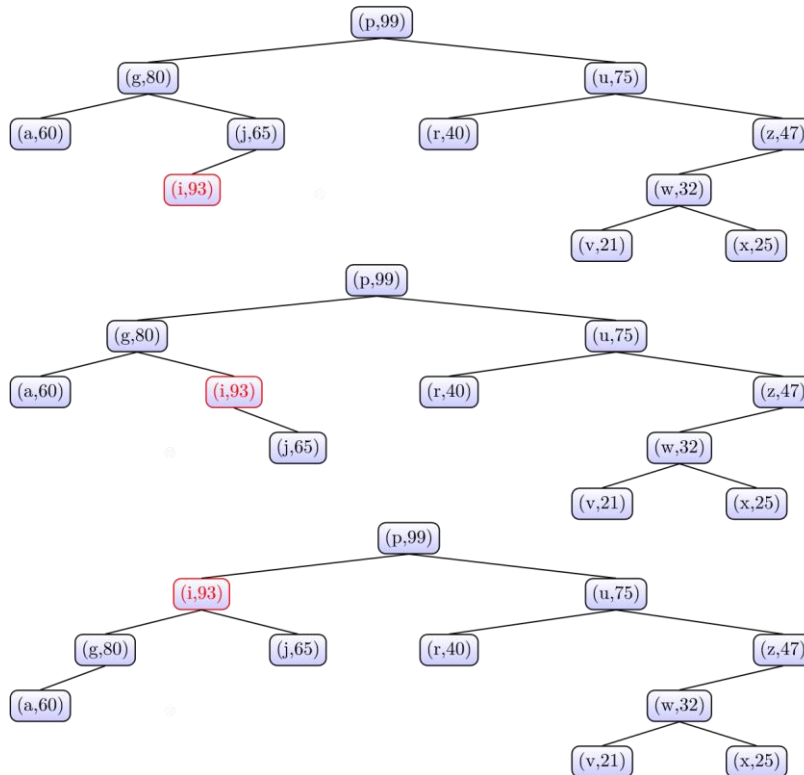 (p,99)
(g,80) (u,75)
(a,60) (j,65) (r,40) (z,47)
(i,93) (w,32)
(v,21) (x,25)
(p,99)
(g,80) (u,75)
(a,60) (i,93) (r,40) (z,47)
(j,65) (w,32)
(v,21) (x,25)
(p,99)
(i,93) (u,75)
(g,80) (j,65) (r,40) (z,47)
(a,60) (w,32)
(v,21) (x,25)